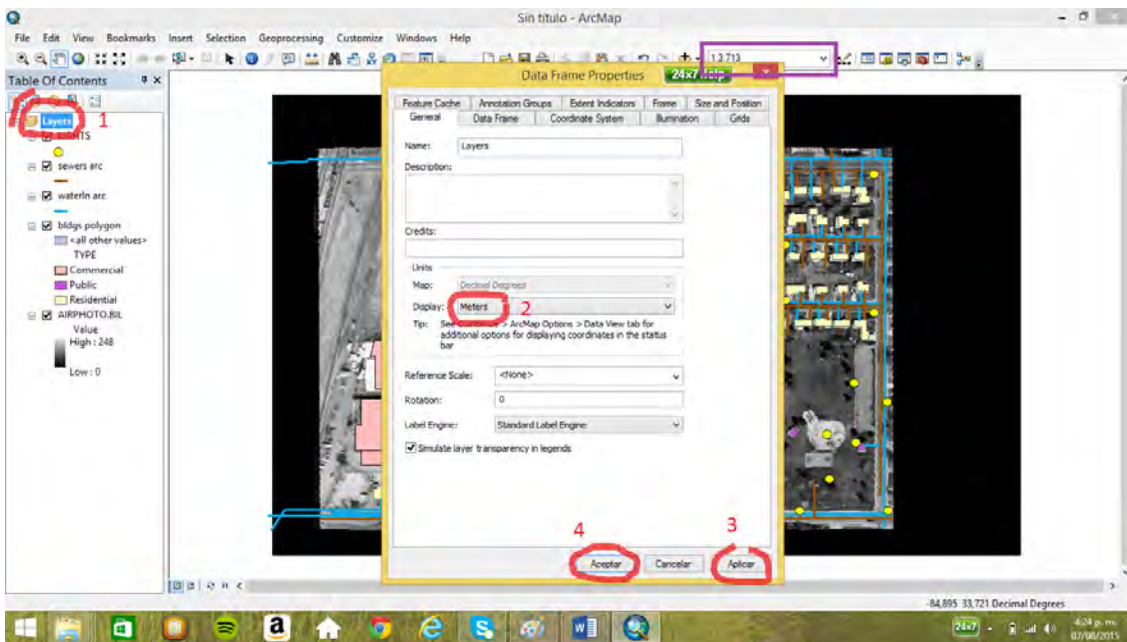 Sin título - ArcMap
File Edit View Bookmarks Insert Selection Geoprocessing Customize Windows Help
1:3,713
Table Of Contents
Layers
1
LIGHTS
sewers arc
waterln arc
bldgs polygon
<all other values>
TYPE
Commercial
Public
Residential
AIRPHOTO.BIL
Value
High : 248
Low : 0
Data Frame Properties
24x7 Help
Feature Cache Annotation Groups Extent Indicators Frame Size and Position
General Data Frame Coordinate System Illumination Grids
Name: Layers
Description:
Credits:
Units
Map: Decimal Degrees
Display: Meters 2
Tip: See Customize > ArcMap Options > Data View tab for
additional options for displaying coordinates in the status
bar
Reference Scale: <None>
Rotation: 0
Label Engine: Standard Label Engine
Simulate layer transparency in legends
4 3
Aceptar Cancelar Aplicar
-84,895 33,721 Decimal Degrees
24x7
4:24 p. m.
07/08/2015